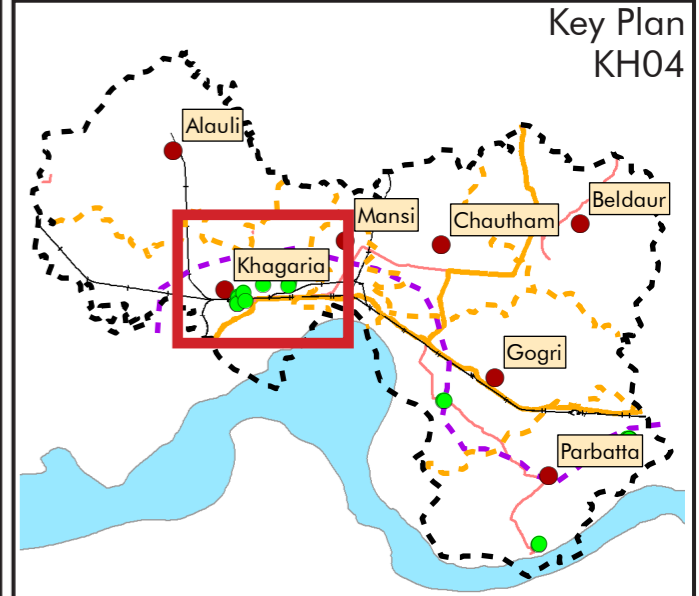 Key Plan
KH04
Alauli
Mansi
Beldaur
Chautham
Khagaria
Gogri
Parbatta